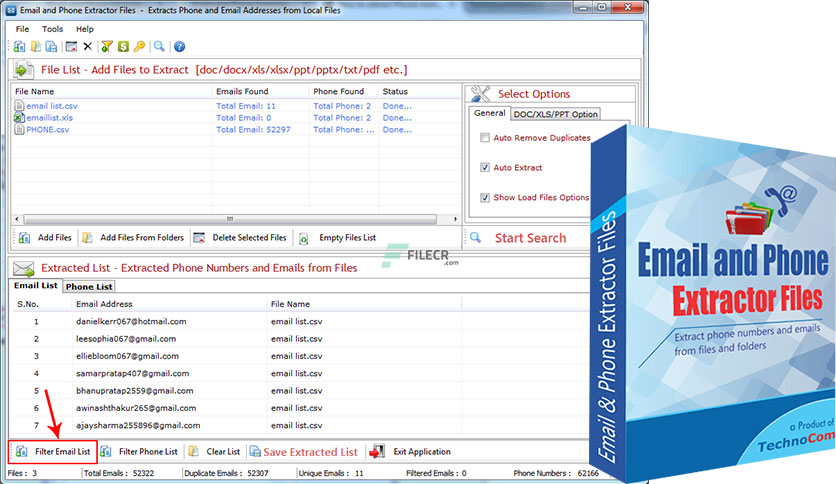 Email and Phone Extractor Files - Extracts Phone and Email Addresses from Local Files
File Tools Help
File List - Add Files to Extract [doc/docx/xls/xlsx/ppt/pptx/txt/pdf etc.]
File Name Emails Found Phone Found Status
email list.csv Total Email: 11 Total Phone: 2 Done...
emaillist.xls Total Email: 0 Total Phone: 2 Done...
PHONE.csv Total Email: 52297 Total Phone: ... Done...
Select Options
General DOC/XLS/PPT Option
Auto Remove Duplicates
Auto Extract
Show Load Files Options
Add Files Add Files From Folders Delete Selected Files Empty Files List
Start Search
FILECR
.com
Extracted List - Extracted Phone Numbers and Emails from Files
Email List Phone List
S.No. Email Address File Name
1 danielkerr067@hotmail.com email list.csv
2 leesophia067@gmail.com email list.csv
3 elliebloom067@gmail.com email list.csv
4 samarpratap407@gmail.com email list.csv
5 bhanupratap2559@gmail.com email list.csv
6 awinashthakur265@gmail.com email list.csv
7 ajaysharma255896@gmail.com email list.csv
Filter Email List Filter Phone List Clear List Save Extracted List Exit Application
Files : 3 Total Emails : 52322 Duplicate Emails : 52307 Unique Emails : 11 Filtered Emails : 0 Phone Numbers : 62166
Email & Phone Extractor Files
Email and Phone
Extractor Files
Extract phone numbers and emails
from files and folders
a Product of
TechnoCom